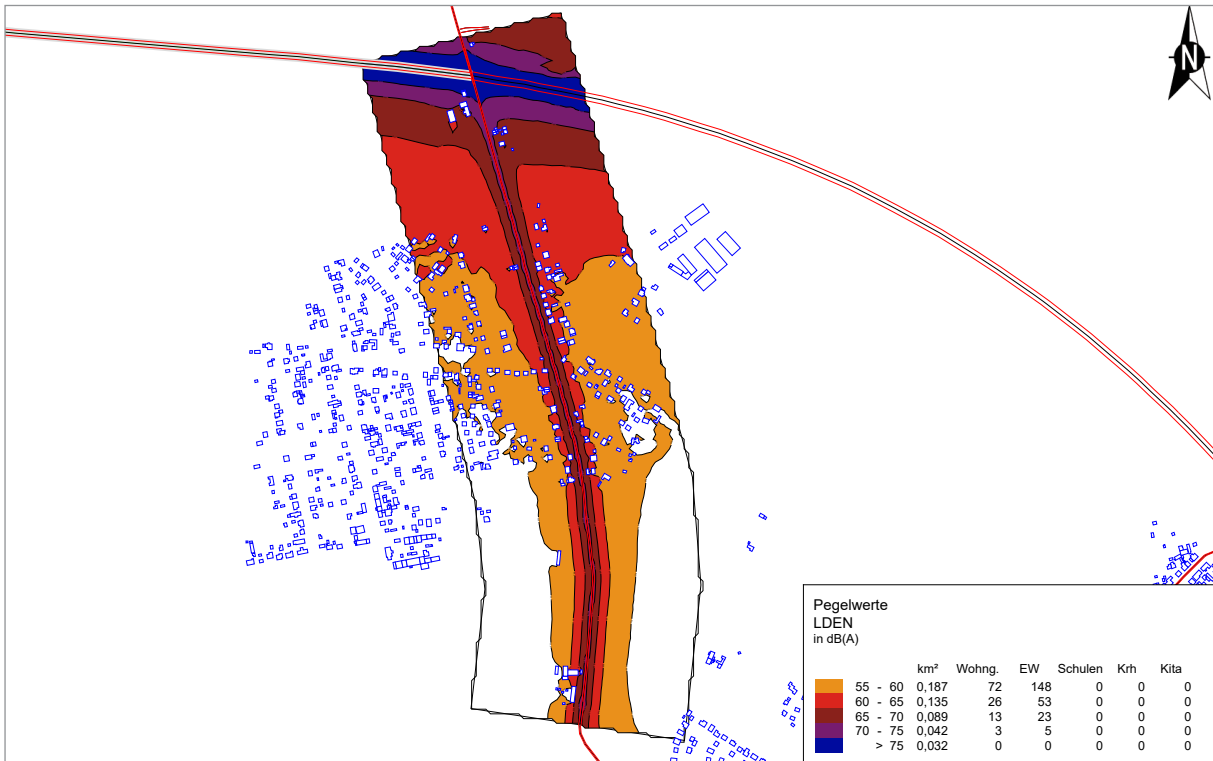 N
Pegelwerte
LDEN
in dB(A)
km² Wohng. EW Schulen Krh Kita
55 - 60 0,187 72 148 0 0 0
60 - 65 0,135 26 53 0 0 0
65 - 70 0,089 13 23 0 0 0
70 - 75 0,042 3 5 0 0 0
> 75 0,032 0 0 0 0 0